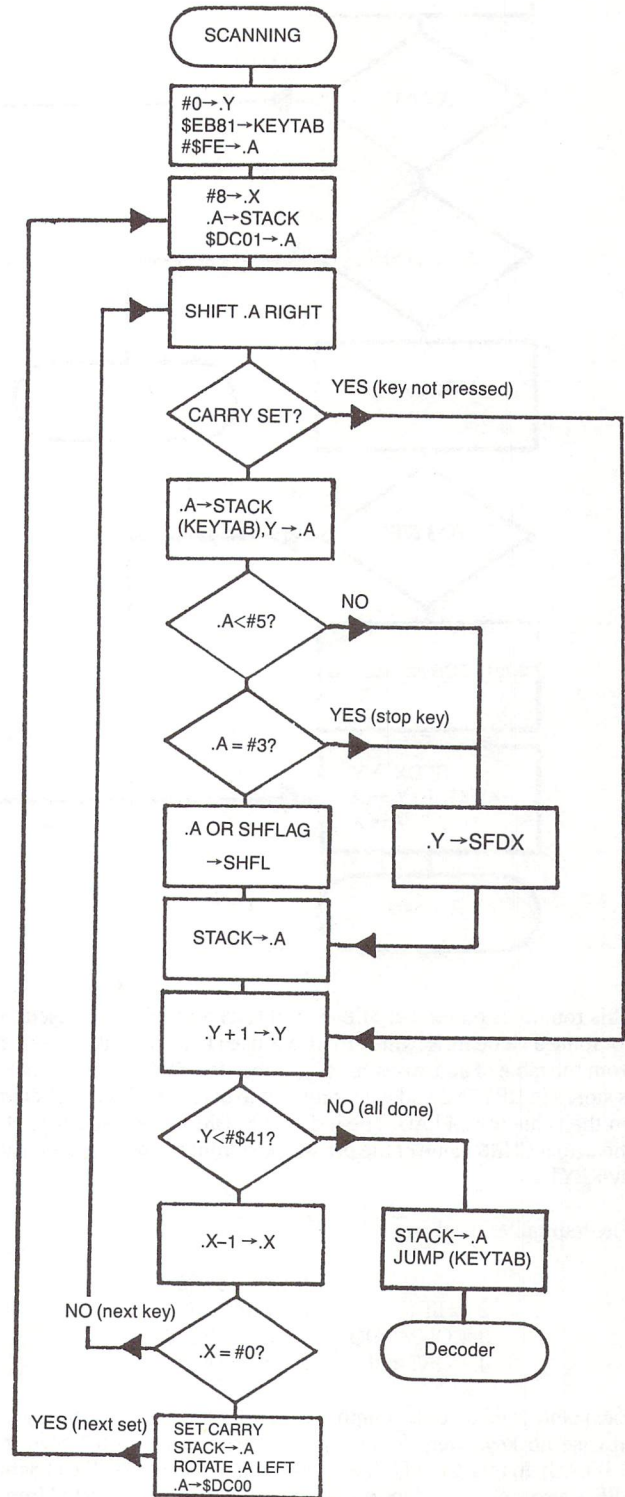 SCANNING
#0→.Y
$EB81→KEYTAB
#$FE→.A
#8→.X
.A→STACK
$DC01→.A
SHIFT .A RIGHT
YES (key not pressed)
CARRY SET?
.A→STACK
(KEYTAB),Y→.A
NO
.A<#5?
YES (stop key)
.A = #3?
.A OR SHFLAG
→SHFL
.Y→SFDX
STACK→.A
.Y + 1→.Y
NO (all done)
.Y<#$41?
.X–1→.X
STACK→.A
JUMP (KEYTAB)
NO (next key)
.X = #0?
Decoder
YES (next set)
SET CARRY
STACK→.A
ROTATE .A LEFT
.A→$DC00